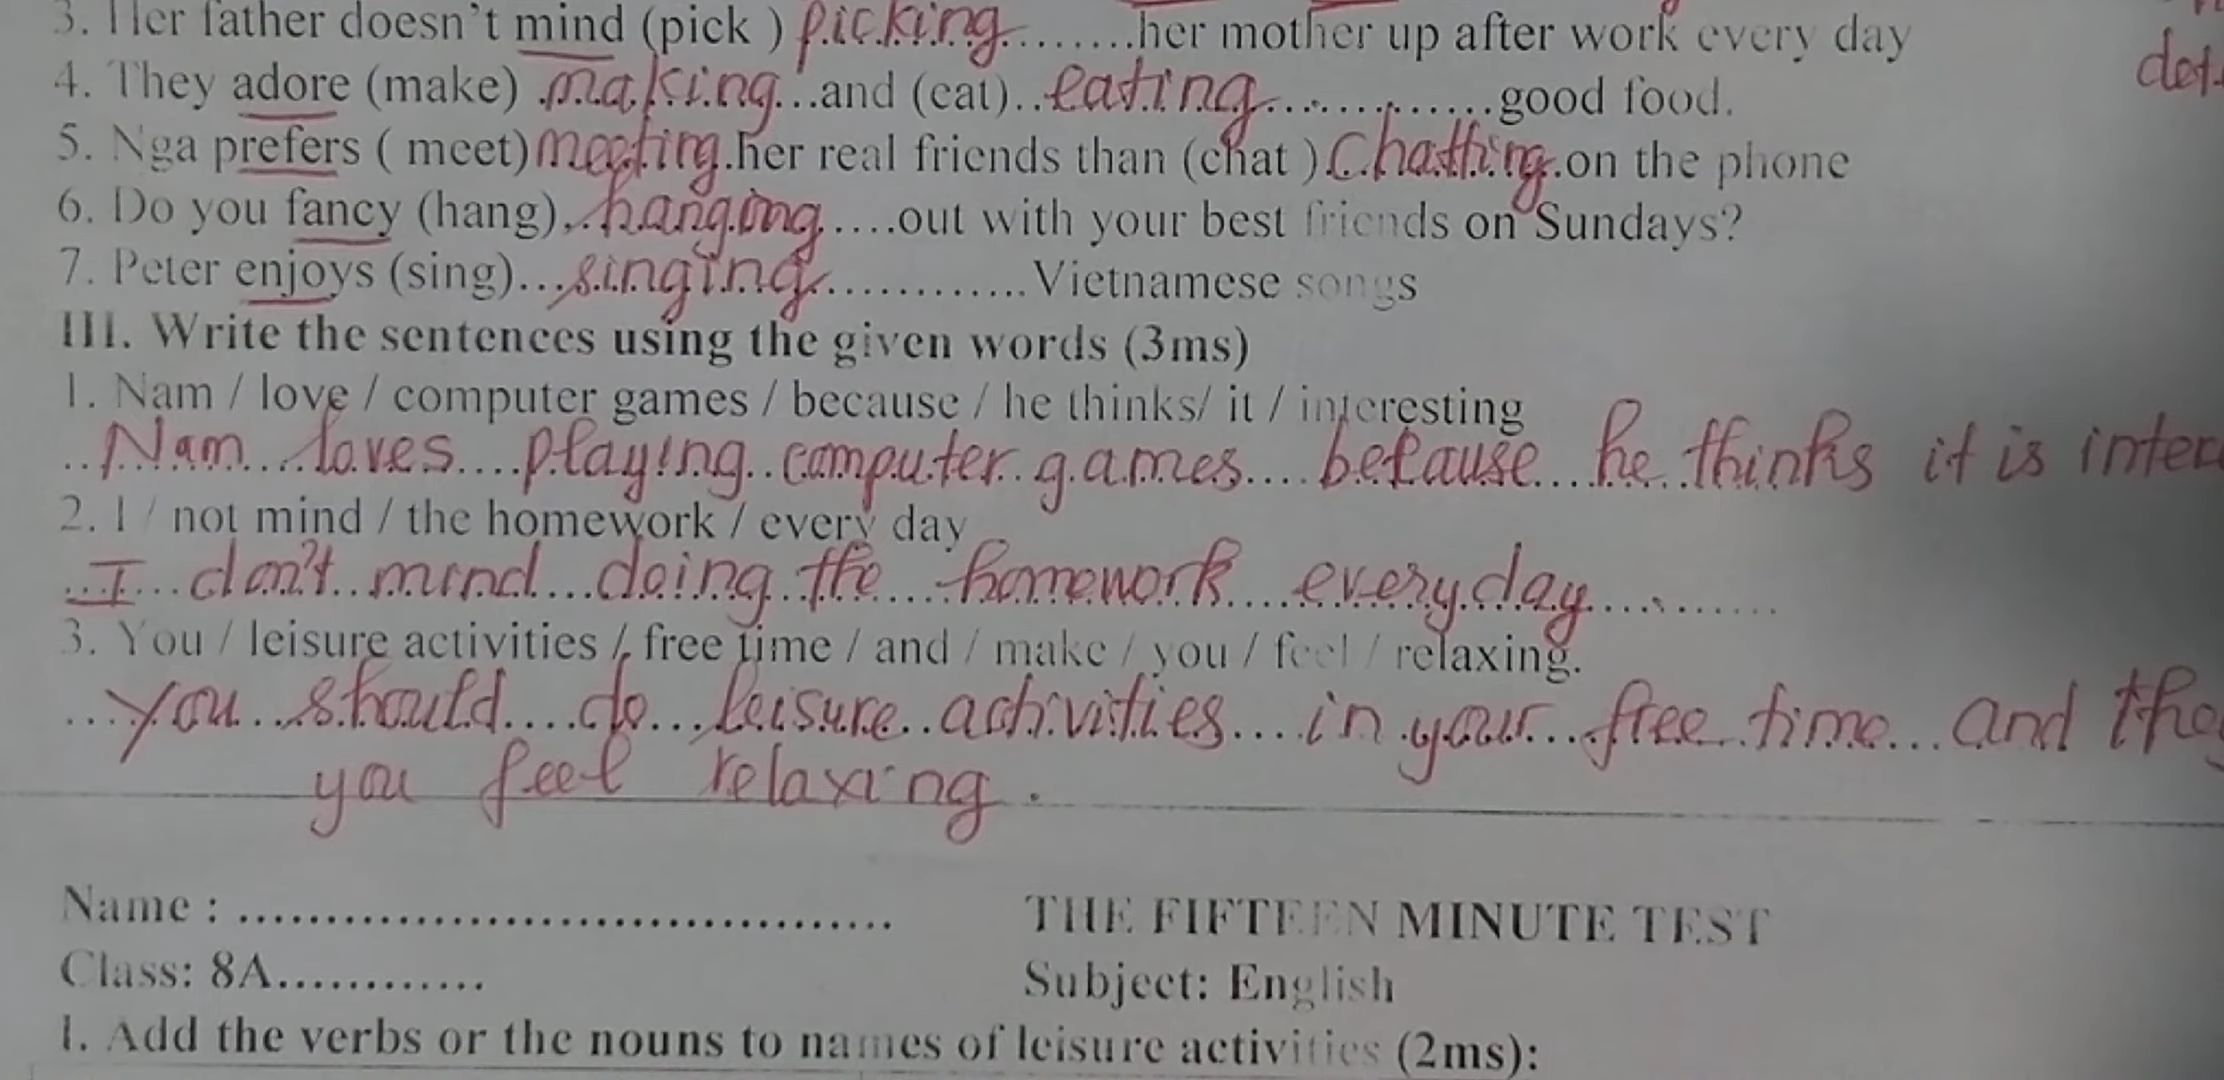 3. Her father doesn't mind (pick ) picking........her mother up after work every day
det
4. They adore (make) making...and (eat)..eating.............good food.
5. Nga prefers ( meet)meeting.her real friends than (chat ) Chatting.on the phone
6. Do you fancy (hang)..hanging....out with your best friends on Sundays?
7. Peter enjoys (sing)...singing.............Vietnamese songs
III. Write the sentences using the given words (3ms)
1. Nam / love / computer games / because / he thinks/ it / interesting
..Nam....loves....playing..computer..games....because....he..thinks it is inter
2. I / not mind / the homework / every day
...I...don't..mind...doing..the....homework....everyday..........
3. You / leisure activities / free time / and / make / you / feel / relaxing.
....you...should....do...leisure..activities....in.your...free.time...and the
you feel relaxing.
Name : .......................................
THE FIFTEEN MINUTE TEST
Class: 8A............
Subject: English
I. Add the verbs or the nouns to names of leisure activities (2ms):